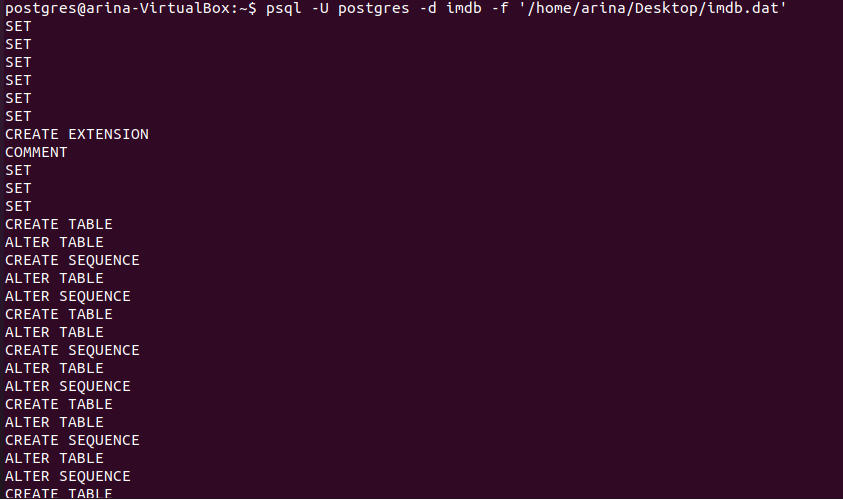 postgres@arina-VirtualBox:~$ psql -U postgres -d imdb -f '/home/arina/Desktop/imdb.dat'
SET
SET
SET
SET
SET
SET
CREATE EXTENSION
COMMENT
SET
SET
SET
CREATE TABLE
ALTER TABLE
CREATE SEQUENCE
ALTER TABLE
ALTER SEQUENCE
CREATE TABLE
ALTER TABLE
CREATE SEQUENCE
ALTER TABLE
ALTER SEQUENCE
CREATE TABLE
ALTER TABLE
CREATE SEQUENCE
ALTER TABLE
ALTER SEQUENCE
CREATE TABLE